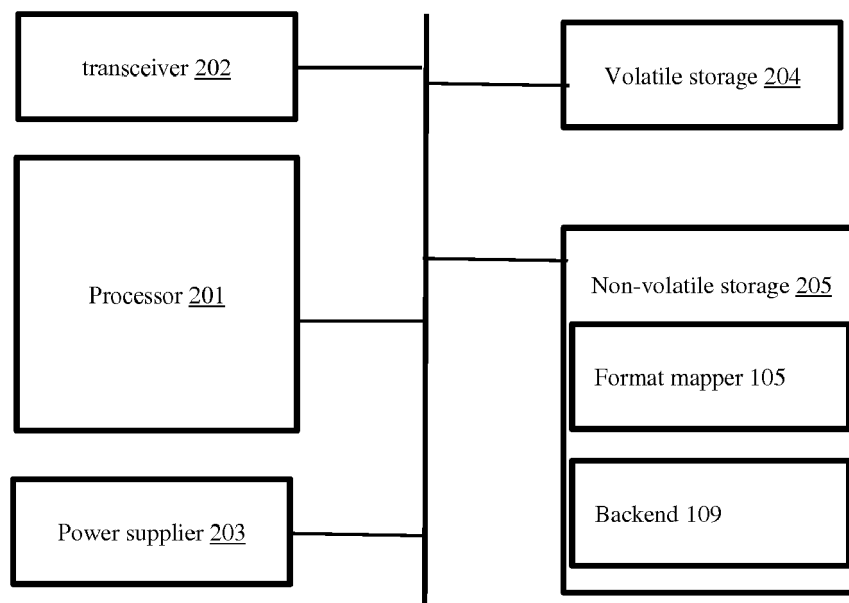 transceiver 202
Volatile storage 204
Processor 201
Non-volatile storage 205
Format mapper 105
Power supplier 203
Backend 109